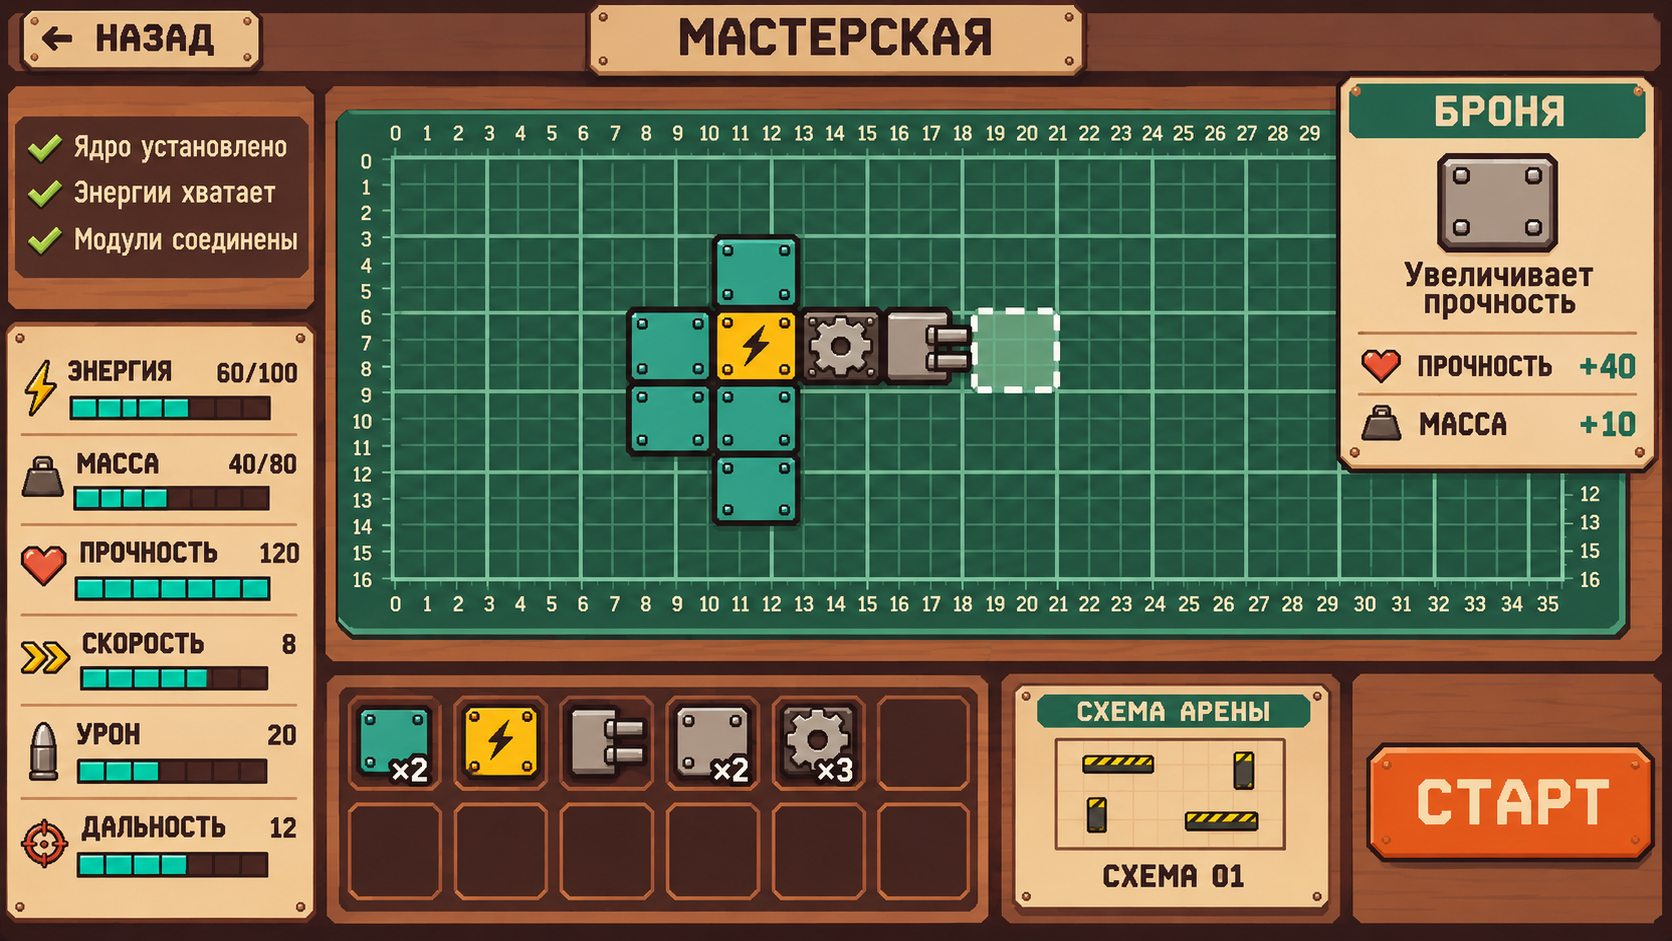 ← НАЗАД
МАСТЕРСКАЯ
Ядро установлено
Энергии хватает
Модули соединены
ЭНЕРГИЯ 60/100
МАССА 40/80
ПРОЧНОСТЬ 120
СКОРОСТЬ 8
УРОН 20
ДАЛЬНОСТЬ 12
0 1 2 3 4 5 6 7 8 9 10 11 12 13 14 15 16 17 18 19 20 21 22 23 24 25 26 27 28 29
0
1
2
3
4
5
6
7
8
9
10
11
12
13
14
15
16
12
13
15
16
0 1 2 3 4 5 6 7 8 9 10 11 12 13 14 15 16 17 18 19 20 21 22 23 24 25 26 27 28 29 30 31 32 33 34 35
БРОНЯ
Увеличивает
прочность
ПРОЧНОСТЬ +40
МАССА +10
×2 ×2 ×3
СХЕМА АРЕНЫ
СХЕМА 01
СТАРТ